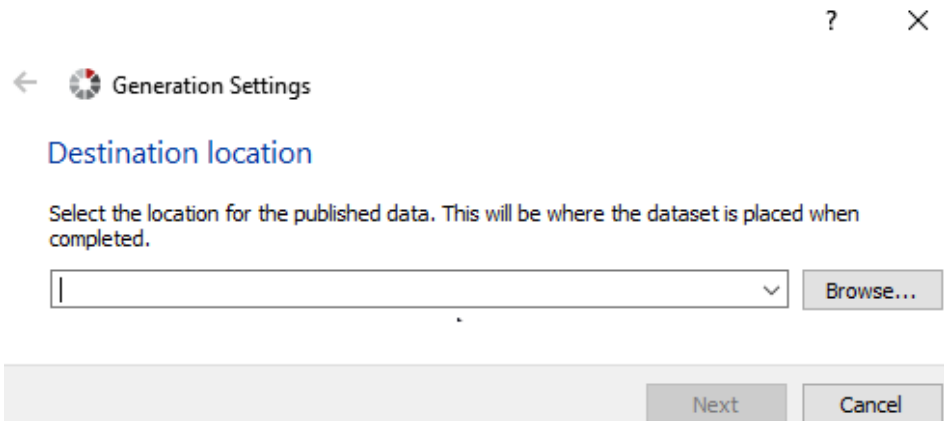 ?
Generation Settings
Destination location
Select the location for the published data. This will be where the dataset is placed when
completed.
Browse...
Next Cancel